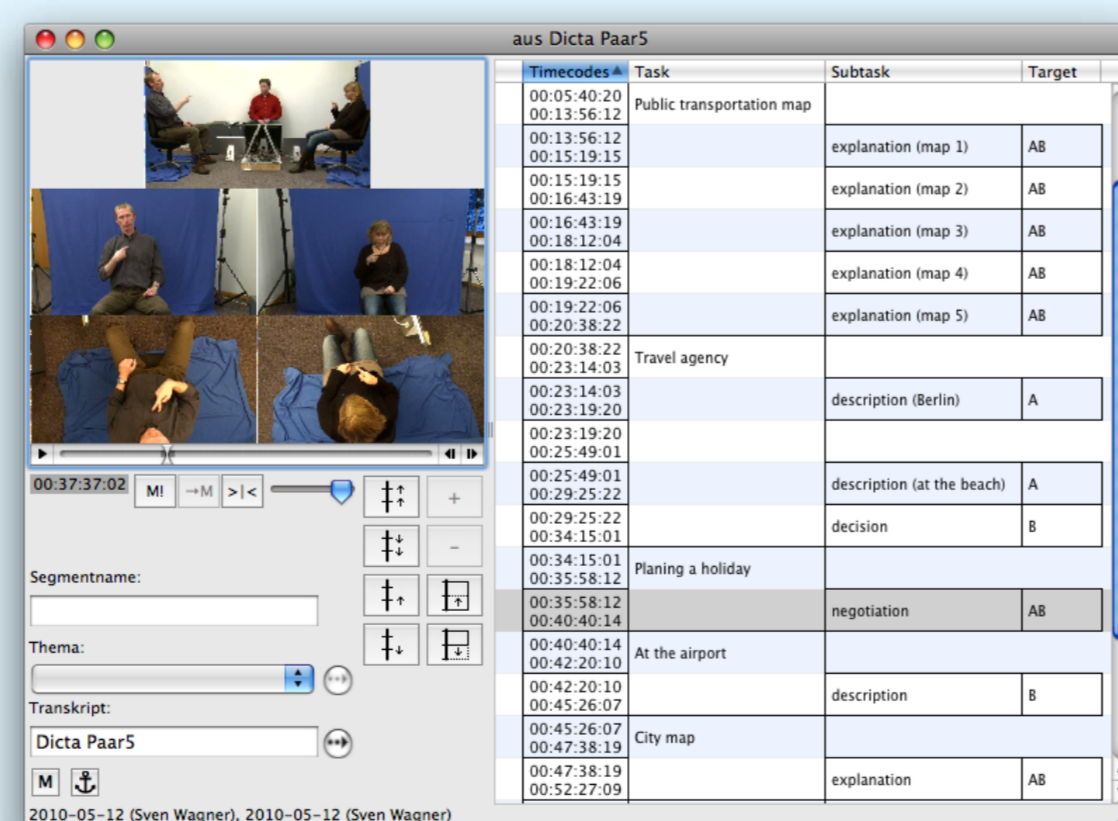 aus Dicta Paar5
Timecodes Task Subtask Target
00:05:40:20
00:13:56:12
Public transportation map
00:13:56:12
00:15:19:15
explanation (map 1) AB
00:15:19:15
00:16:43:19
explanation (map 2) AB
00:16:43:19
00:18:12:04
explanation (map 3) AB
00:18:12:04
00:19:22:06
explanation (map 4) AB
00:19:22:06
00:20:38:22
explanation (map 5) AB
00:20:38:22
00:23:14:03
Travel agency
00:23:14:03
00:23:19:20
description (Berlin) A
00:23:19:20
00:25:49:01
00:25:49:01
00:29:25:22
description (at the beach) A
00:29:25:22
00:34:15:01
decision B
00:34:15:01
00:35:58:12
Planing a holiday
00:35:58:12
00:40:40:14
negotiation AB
00:40:40:14
00:42:20:10
At the airport
00:42:20:10
00:45:26:07
description B
00:45:26:07
00:47:38:19
City map
00:47:38:19
00:52:27:09
explanation AB
00:37:37:02 M! →M >|<
+
-
Segmentname:
Thema:
Transkript:
Dicta Paar5
M
2010-05-12 (Sven Wagner), 2010-05-12 (Sven Wagner)